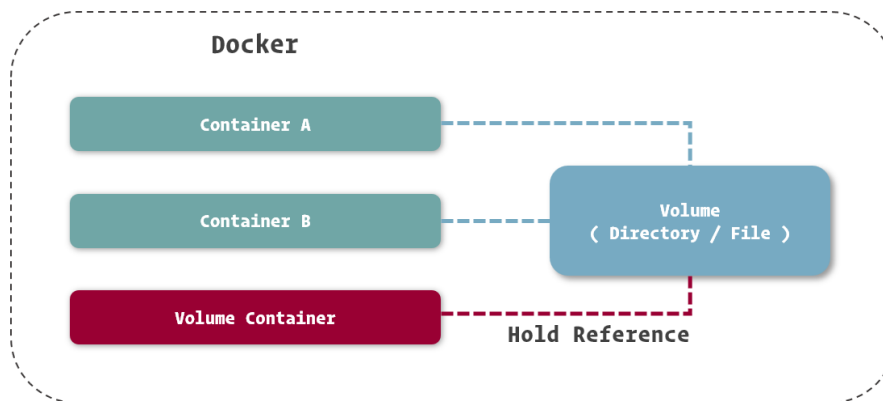 Docker
Container A
Container B
Volume
( Directory / File )
Volume Container
Hold Reference